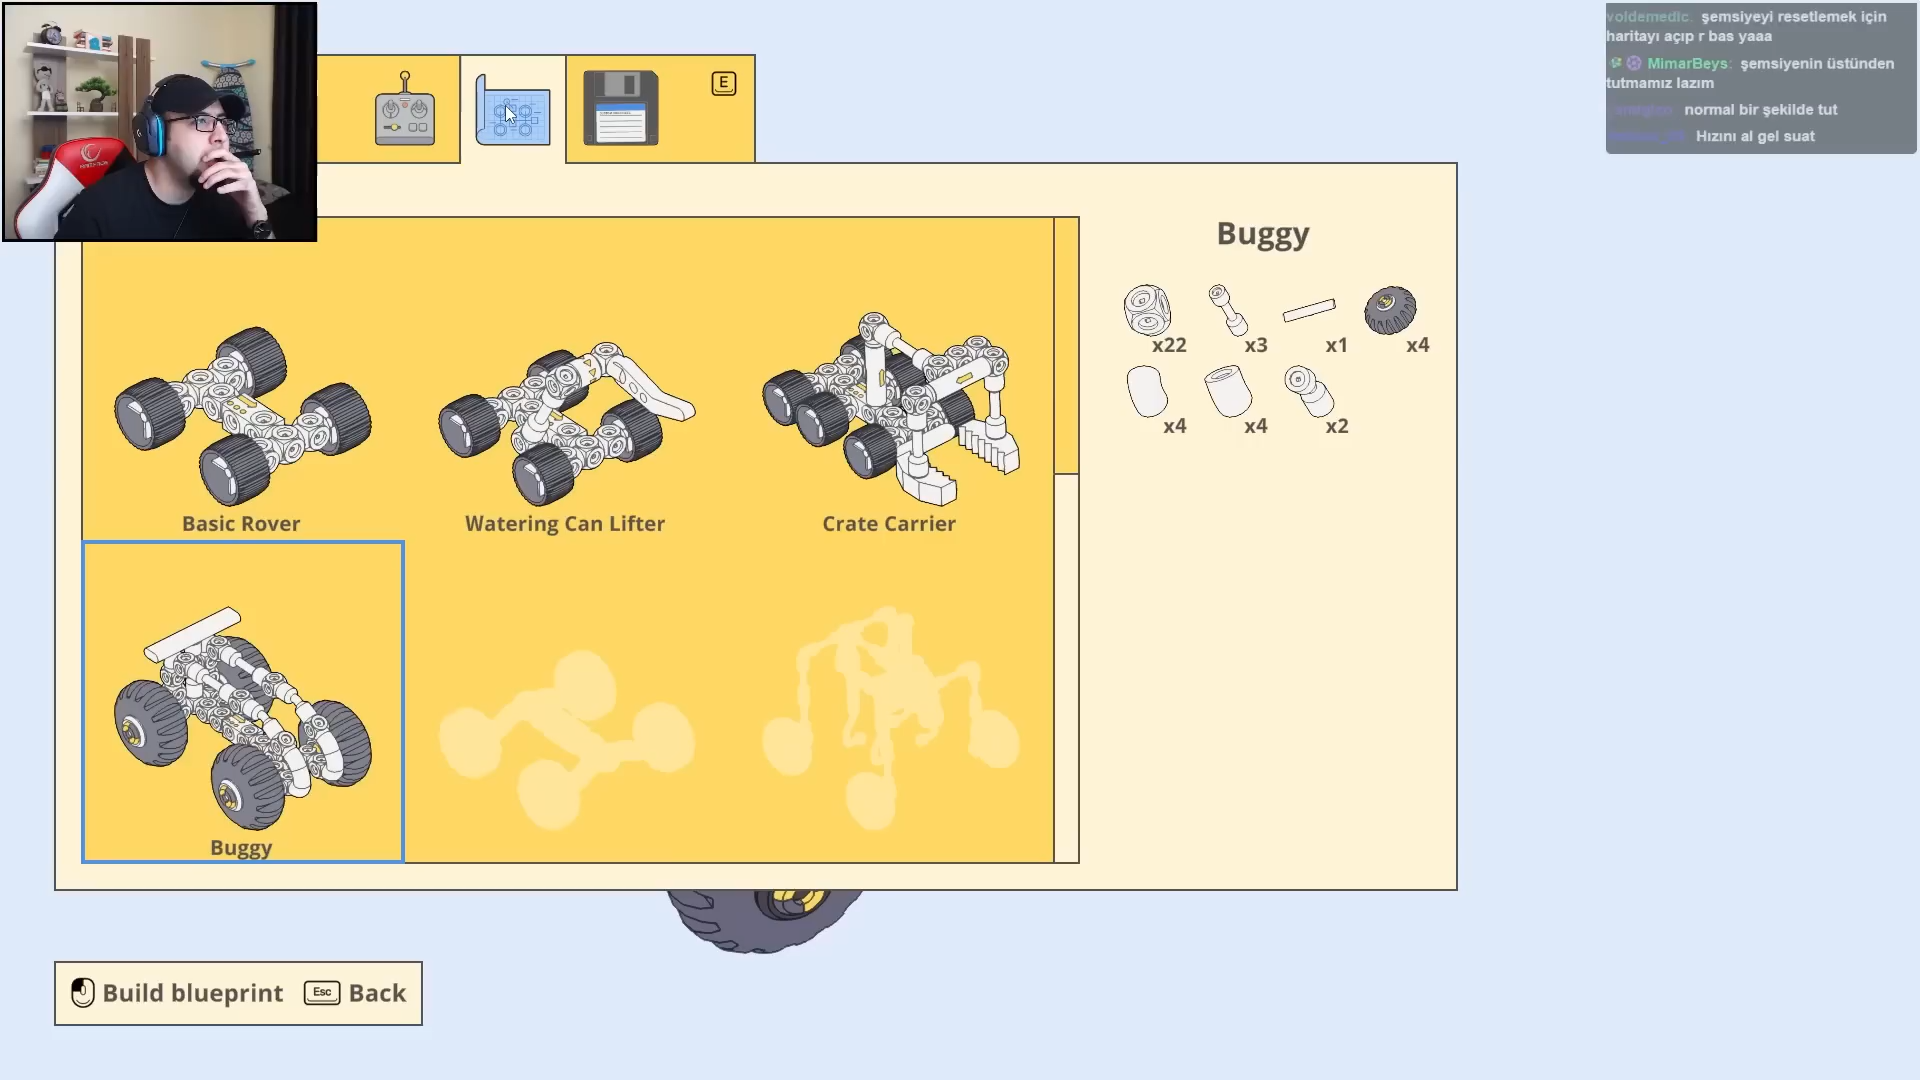 voldemedic: şemsiyeyi resetlemek için
haritayı açıp r bas yaaa
MimarBeys: şemsiyenin üstünden
tutmamız lazım
normal bir şekilde tut
Hızını al gel suat
E
Buggy
x22
x3
x1
x4
x4
x4
x2
Basic Rover
Watering Can Lifter
Crate Carrier
Buggy
Build blueprint
Esc
Back